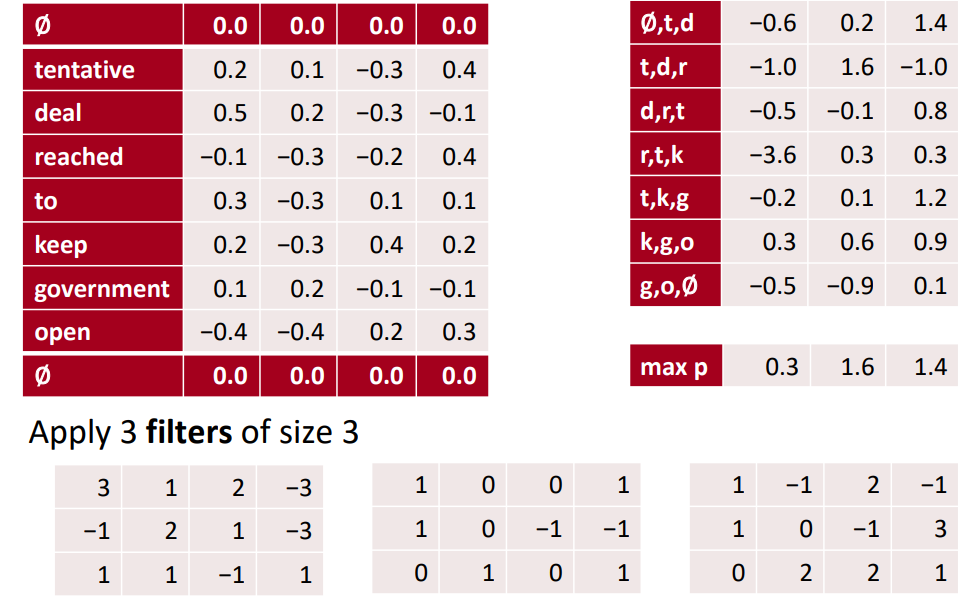 Ø 0.0 0.0 0.0 0.0
tentative 0.2 0.1 −0.3 0.4
deal 0.5 0.2 −0.3 −0.1
reached −0.1 −0.3 −0.2 0.4
to 0.3 −0.3 0.1 0.1
keep 0.2 −0.3 0.4 0.2
government 0.1 0.2 −0.1 −0.1
open −0.4 −0.4 0.2 0.3
Ø 0.0 0.0 0.0 0.0
Ø,t,d −0.6 0.2 1.4
t,d,r −1.0 1.6 −1.0
d,r,t −0.5 −0.1 0.8
r,t,k −3.6 0.3 0.3
t,k,g −0.2 0.1 1.2
k,g,o 0.3 0.6 0.9
g,o,Ø −0.5 −0.9 0.1
max p 0.3 1.6 1.4
Apply 3 filters of size 3
3 1 2 −3
−1 2 1 −3
1 1 −1 1
1 0 0 1
1 0 −1 −1
0 1 0 1
1 −1 2 −1
1 0 −1 3
0 2 2 1